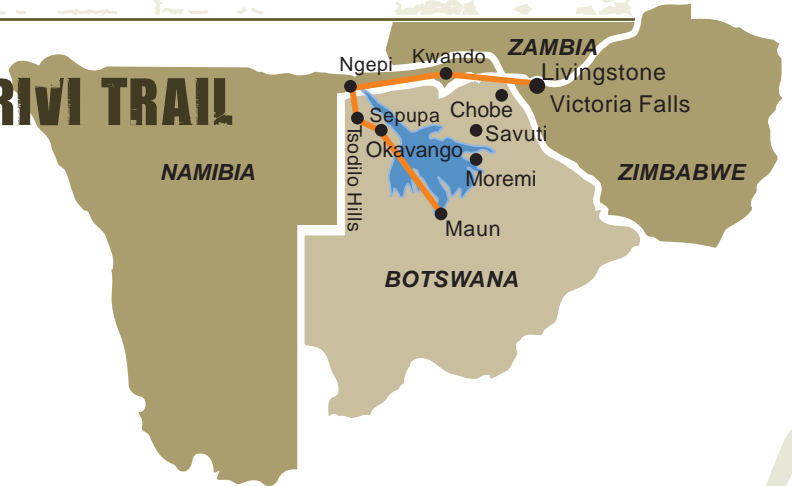 RIVI TRAIL
ZAMBIA
Ngepi
Kwando
Livingstone
Victoria Falls
Chobe
Sepupa
Savuti
Okavango
Tsodilo Hills
NAMIBIA
Moremi
ZIMBABWE
Maun
BOTSWANA